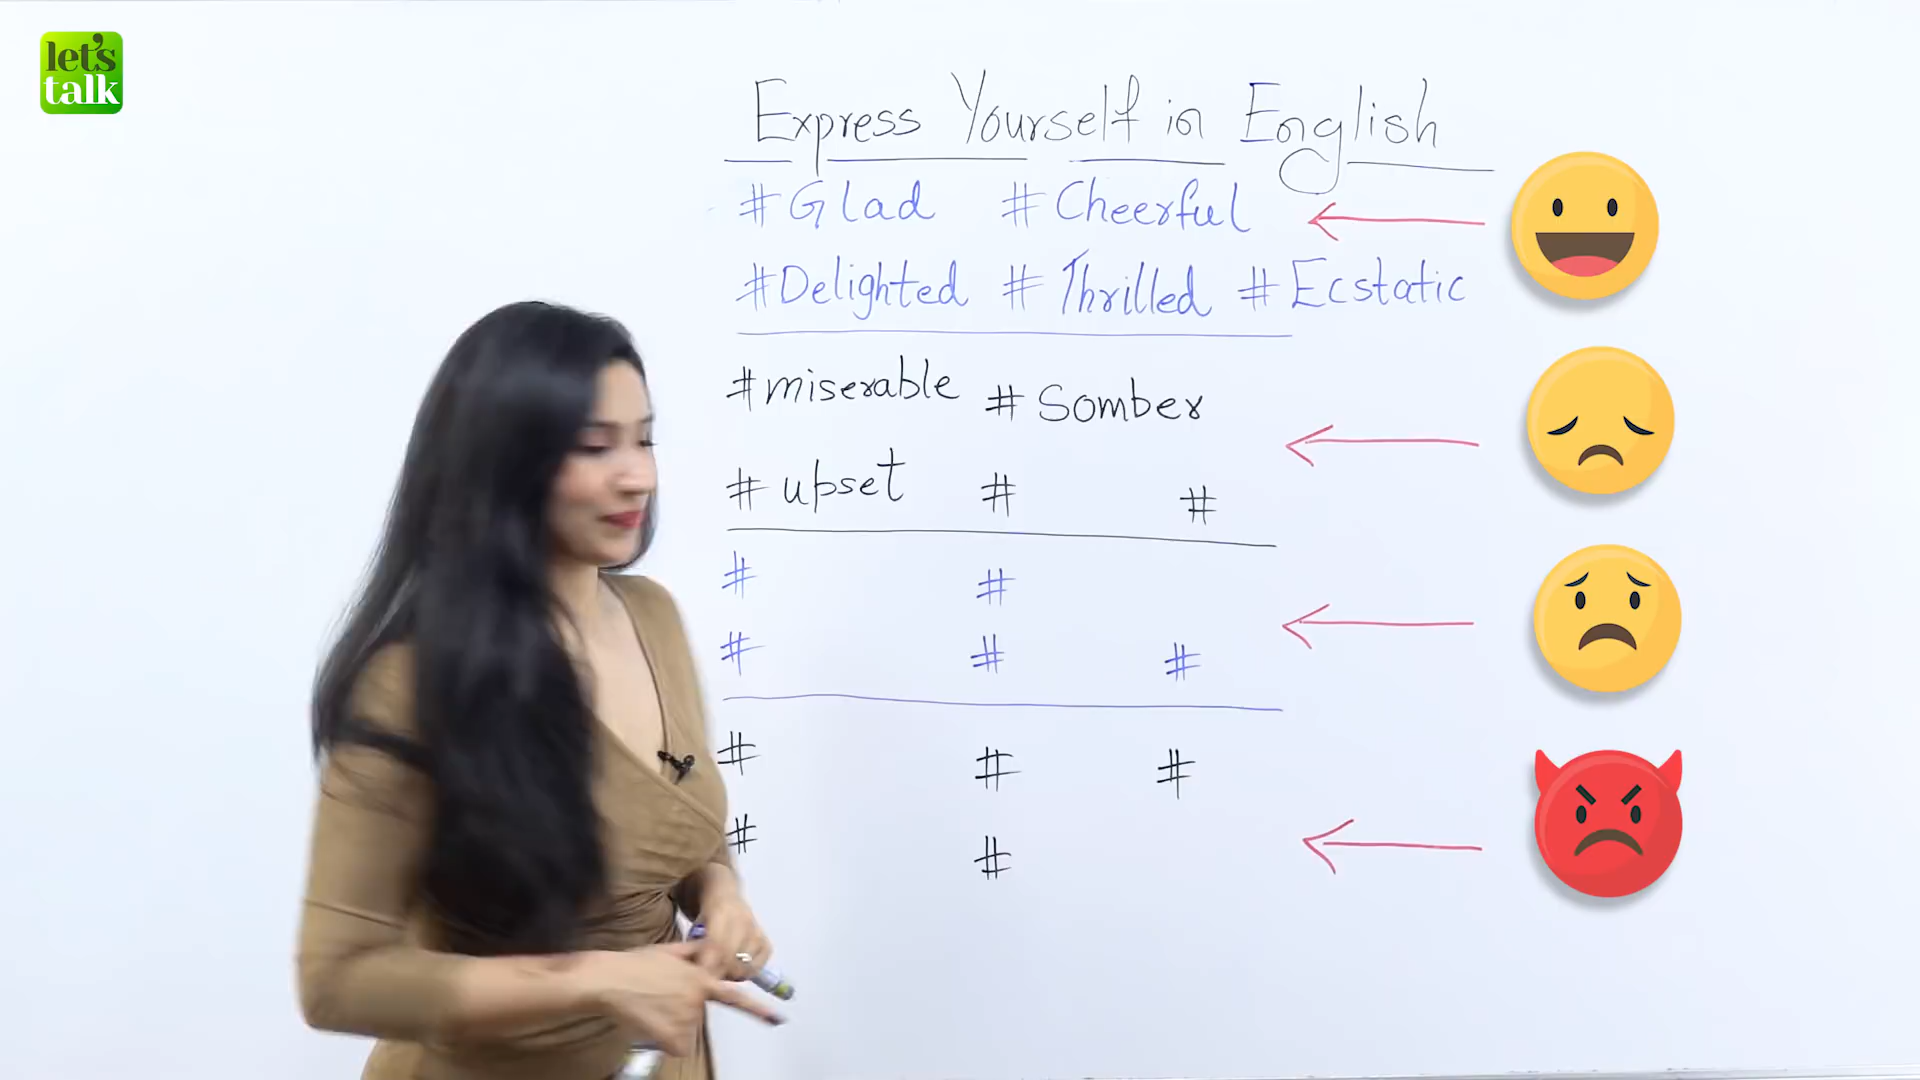 let's
talk
Express Yourself in English
#Glad #Cheerful
#Delighted #Thrilled #Ecstatic
#miserable #Somber
#upset # #
# #
# # #
# # #
# #